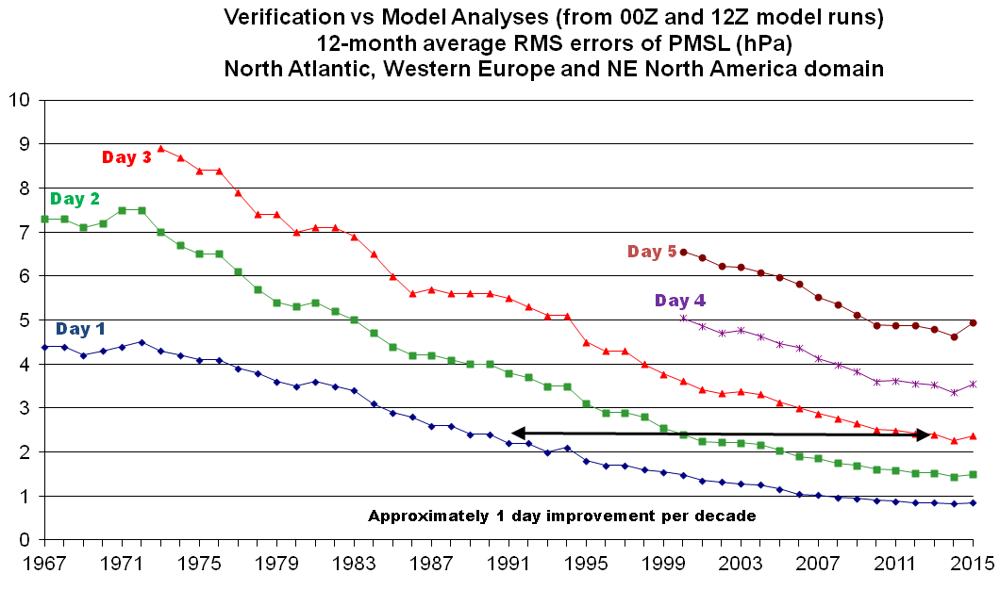 Verification vs Model Analyses (from 00Z and 12Z model runs)
12-month average RMS errors of PMSL (hPa)
North Atlantic, Western Europe and NE North America domain
10
9
Day 3
8
Day 2
7
Day 5
6
Day 4
5
Day 1
4
3
2
1
Approximately 1 day improvement per decade
0
1967 1971 1975 1979 1983 1987 1991 1995 1999 2003 2007 2011 2015